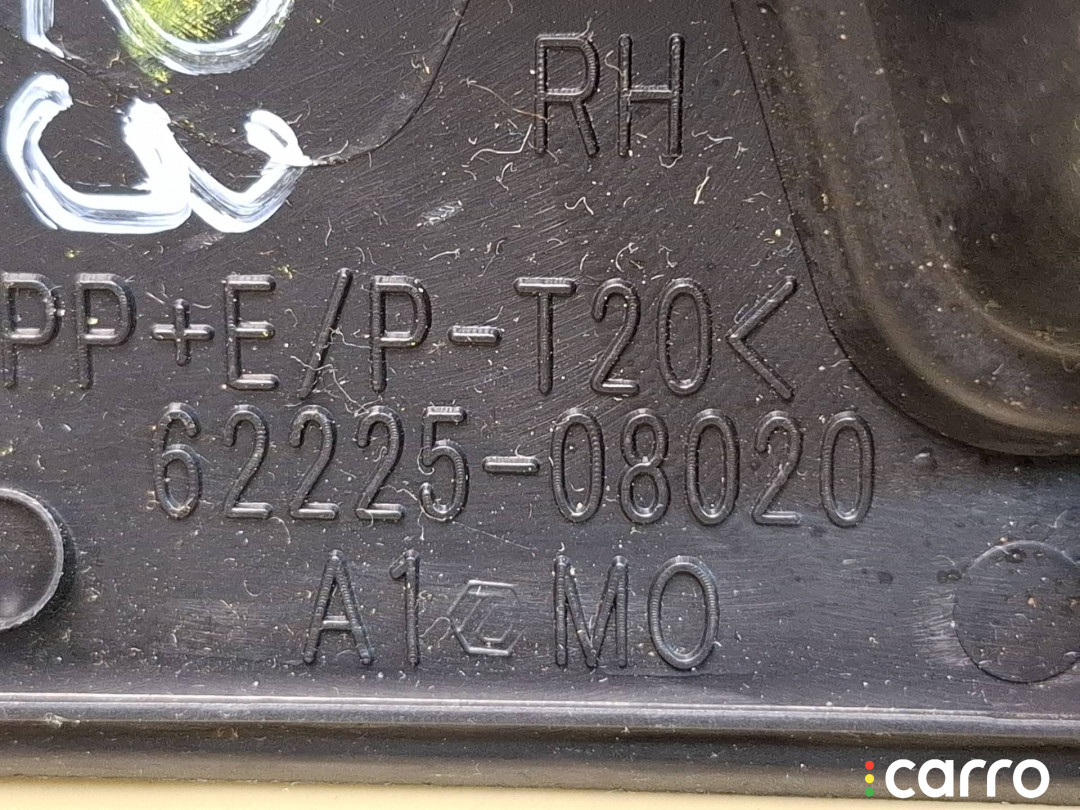 RH
PP+E/P-T20<
62225-08020
A1 MO
carro